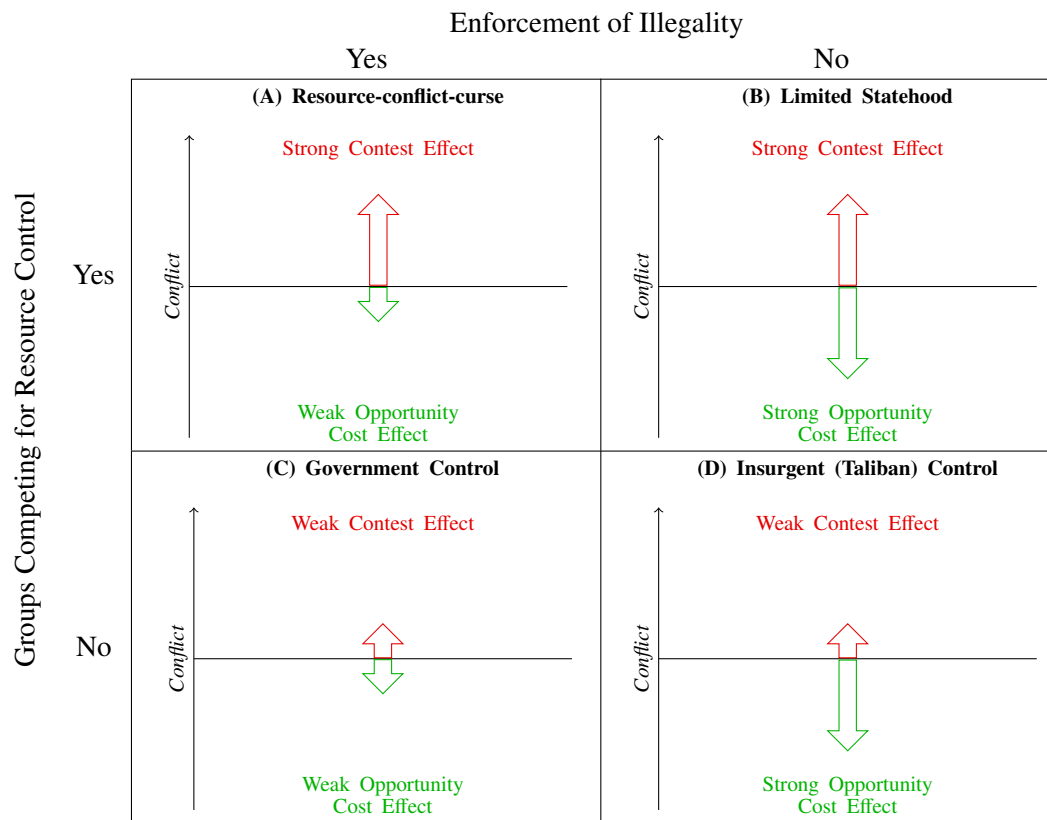 Enforcement of Illegality
Yes
No
Groups Competing for Resource Control
Yes
(A) Resource-conflict-curse
Strong Contest Effect
Conflict
Weak Opportunity
Cost Effect
(B) Limited Statehood
Strong Contest Effect
Conflict
Strong Opportunity
Cost Effect
No
(C) Government Control
Weak Contest Effect
Conflict
Weak Opportunity
Cost Effect
(D) Insurgent (Taliban) Control
Weak Contest Effect
Conflict
Strong Opportunity
Cost Effect